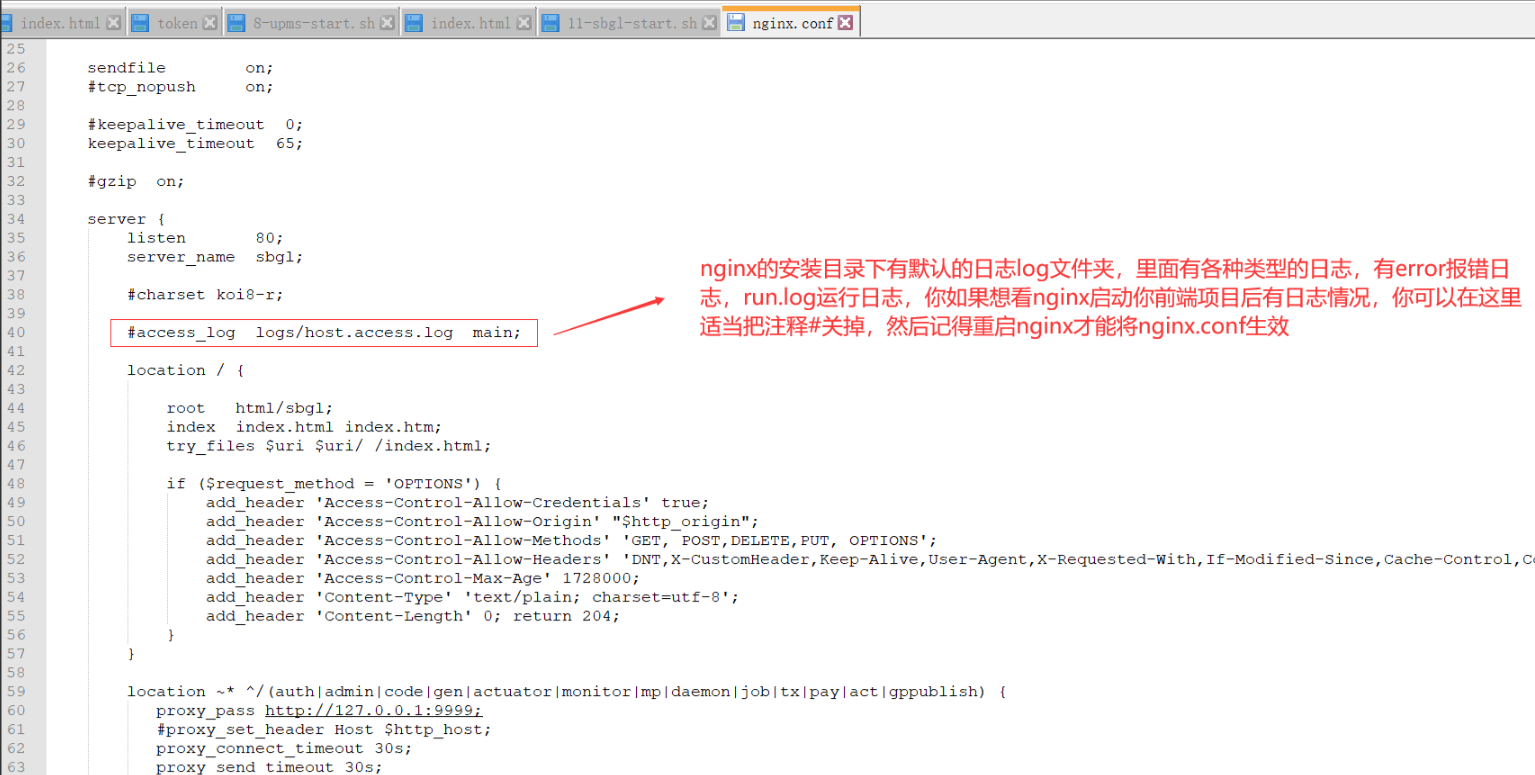 index.html token 8-upms-start.sh index.html 11-sbgl-start.sh nginx.conf
25
26 sendfile on;
27 #tcp_nopush on;
28
29 #keepalive_timeout 0;
30 keepalive_timeout 65;
31
32 #gzip on;
33
34 server {
35 listen 80;
36 server_name sbgl;
37
38 #charset koi8-r;
39
40 #access_log logs/host.access.log main;
41
42 location / {
43
44 root html/sbgl;
45 index index.html index.htm;
46 try_files $uri $uri/ /index.html;
47
48 if ($request_method = 'OPTIONS') {
49 add_header 'Access-Control-Allow-Credentials' true;
50 add_header 'Access-Control-Allow-Origin' "$http_origin";
51 add_header 'Access-Control-Allow-Methods' 'GET, POST,DELETE,PUT, OPTIONS';
52 add_header 'Access-Control-Allow-Headers' 'DNT,X-CustomHeader,Keep-Alive,User-Agent,X-Requested-With,If-Modified-Since,Cache-Control,Co
53 add_header 'Access-Control-Max-Age' 1728000;
54 add_header 'Content-Type' 'text/plain; charset=utf-8';
55 add_header 'Content-Length' 0; return 204;
56 }
57 }
58
59 location ~* ^/(auth|admin|code|gen|actuator|monitor|mp|daemon|job|tx|pay|act|gppublish) {
60 proxy_pass http://127.0.0.1:9999;
61 #proxy_set_header Host $http_host;
62 proxy_connect_timeout 30s;
63 proxy_send_timeout 30s;
nginx的安装目录下有默认的日志log文件夹，里面有各种类型的日志，有error报错日
志，run.log运行日志，你如果想看nginx启动你前端项目后有日志情况，你可以在这里
适当把注释#关掉，然后记得重启nginx才能将nginx.conf生效